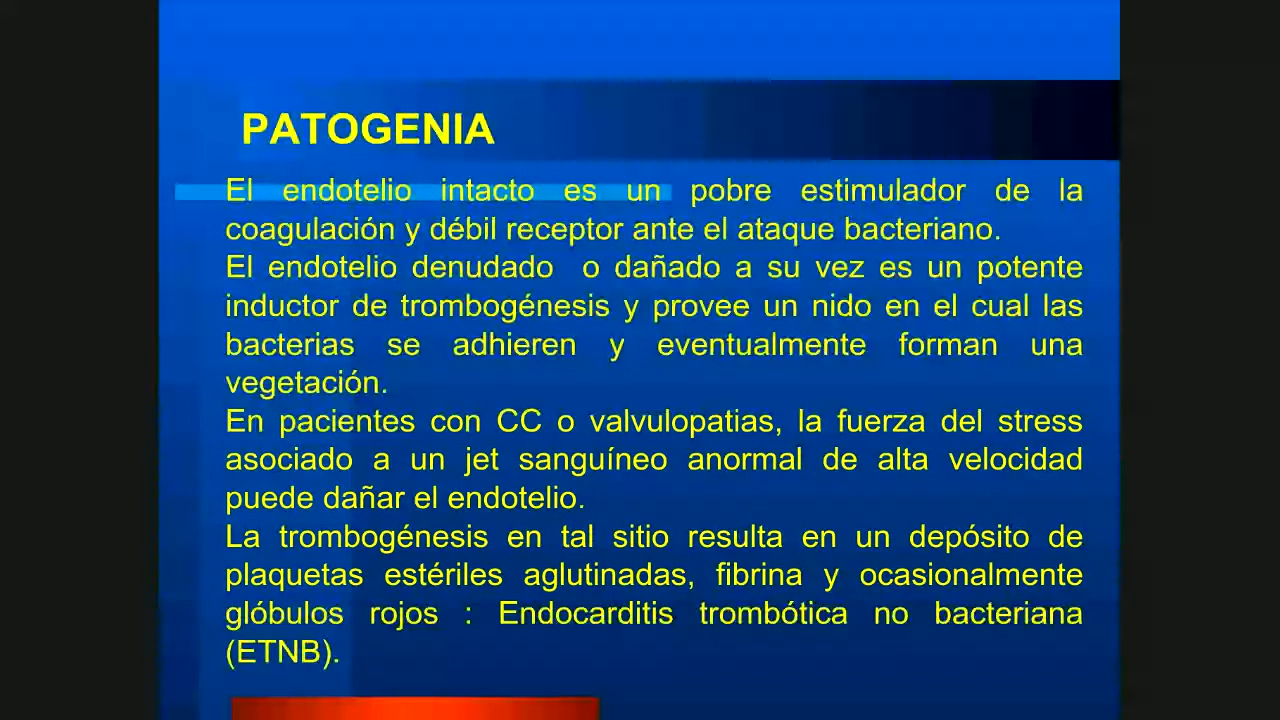 PATOGENIA
El endotelio intacto es un pobre estimulador de la
coagulación y débil receptor ante el ataque bacteriano.
El endotelio denudado o dañado a su vez es un potente
inductor de trombogénesis y provee un nido en el cual las
bacterias se adhieren y eventualmente forman una
vegetación.
En pacientes con CC o valvulopatias, la fuerza del stress
asociado a un jet sanguíneo anormal de alta velocidad
puede dañar el endotelio.
La trombogénesis en tal sitio resulta en un depósito de
plaquetas estériles aglutinadas, fibrina y ocasionalmente
glóbulos rojos : Endocarditis trombótica no bacteriana
(ETNB).